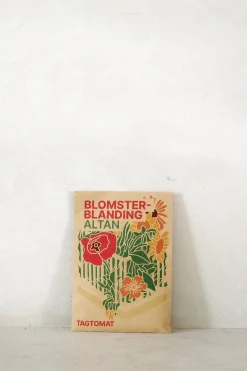 BLOMSTER-
BLANDING
ALTAN
TAGTOMAT